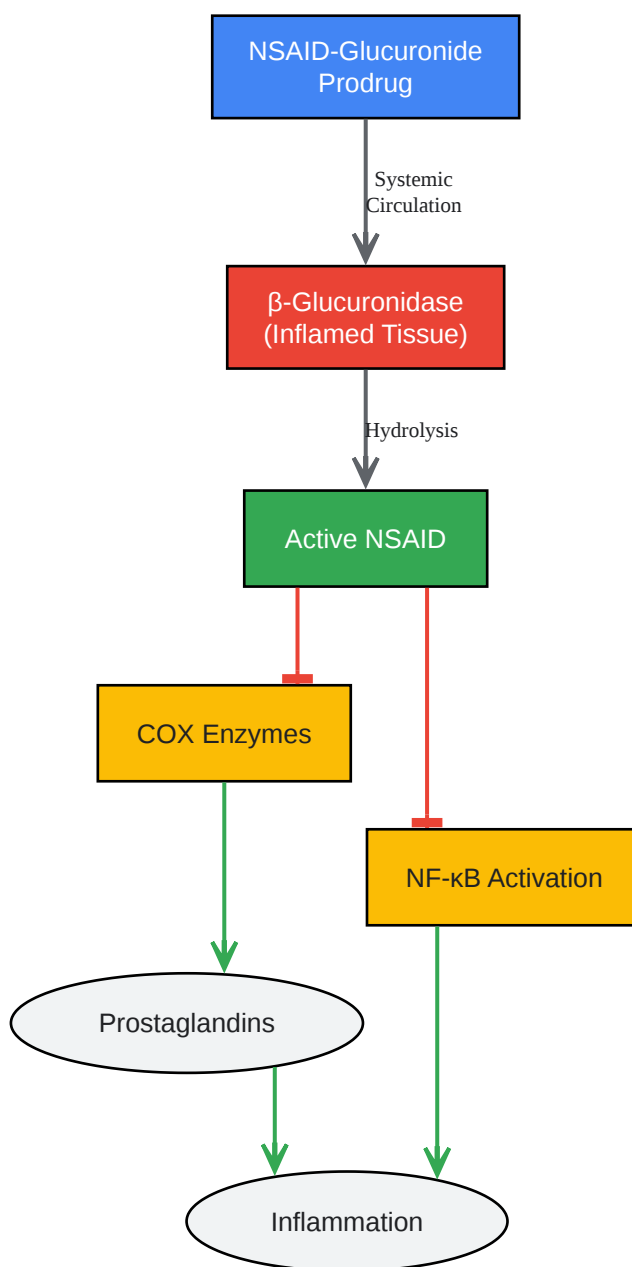 NSAID-Glucuronide
Prodrug
Systemic
Circulation
β-Glucuronidase
(Inflamed Tissue)
Hydrolysis
Active NSAID
COX Enzymes
NF-κB Activation
Prostaglandins
Inflammation